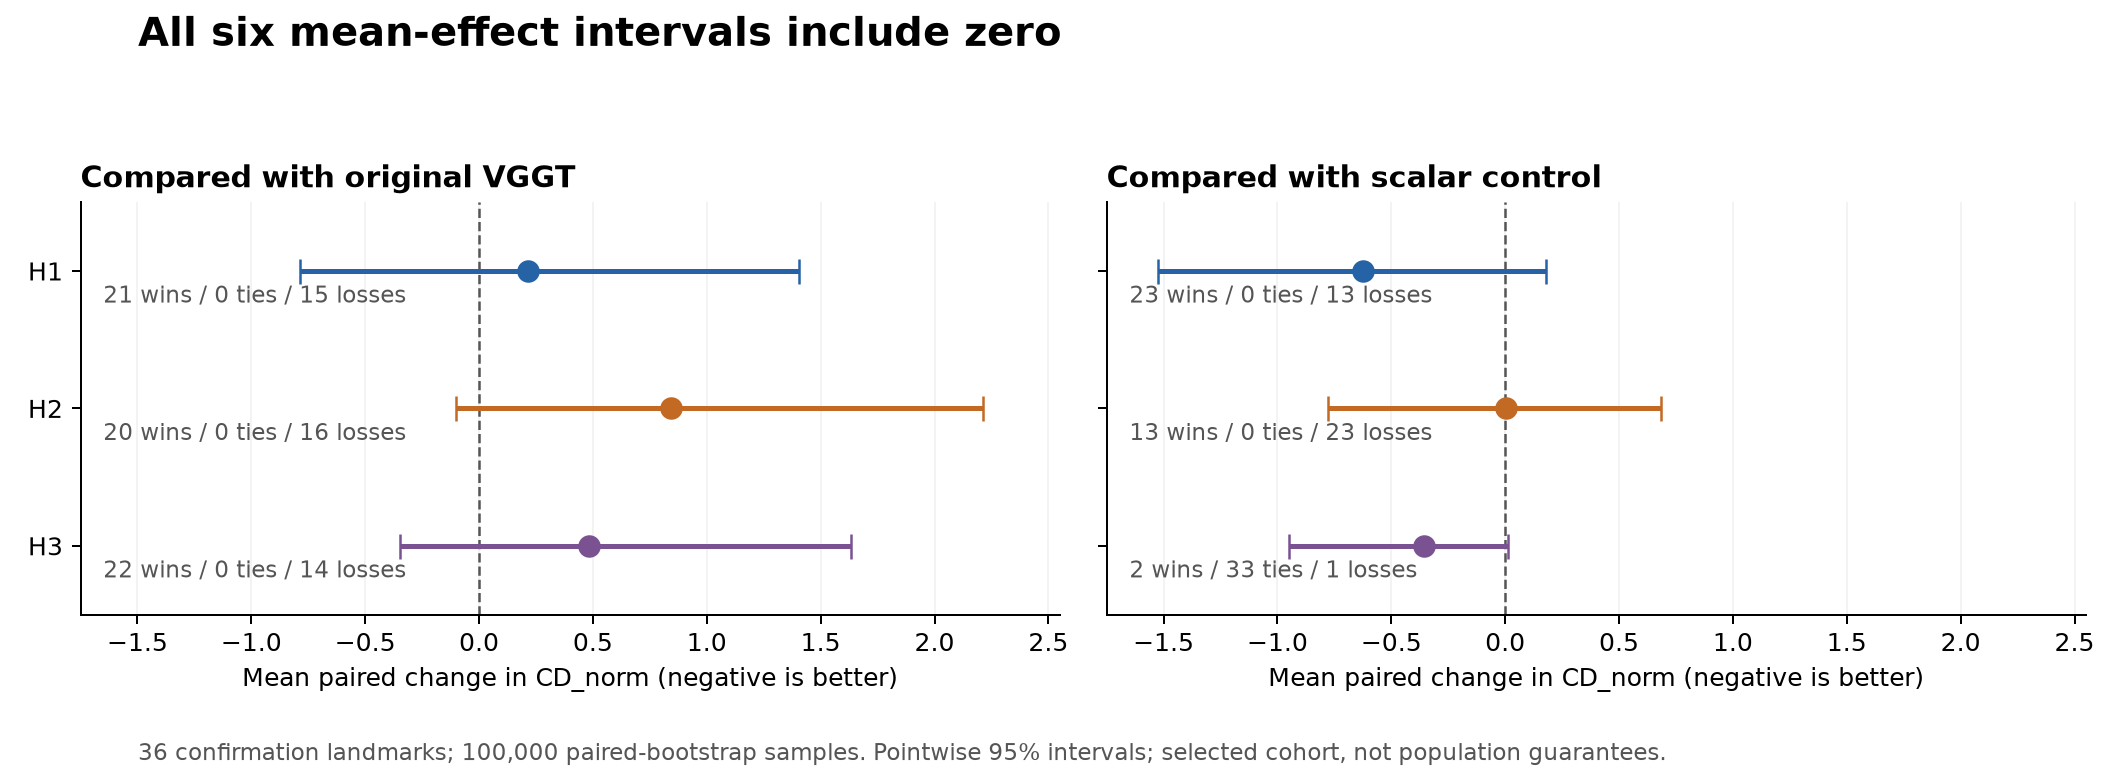 All six mean-effect intervals include zero
Compared with original VGGT
H1
21 wins / 0 ties / 15 losses
H2
20 wins / 0 ties / 16 losses
H3
22 wins / 0 ties / 14 losses
−1.5 −1.0 −0.5 0.0 0.5 1.0 1.5 2.0 2.5
Mean paired change in CD_norm (negative is better)
Compared with scalar control
23 wins / 0 ties / 13 losses
13 wins / 0 ties / 23 losses
2 wins / 33 ties / 1 losses
−1.5 −1.0 −0.5 0.0 0.5 1.0 1.5 2.0 2.5
Mean paired change in CD_norm (negative is better)
36 confirmation landmarks; 100,000 paired-bootstrap samples. Pointwise 95% intervals; selected cohort, not population guarantees.